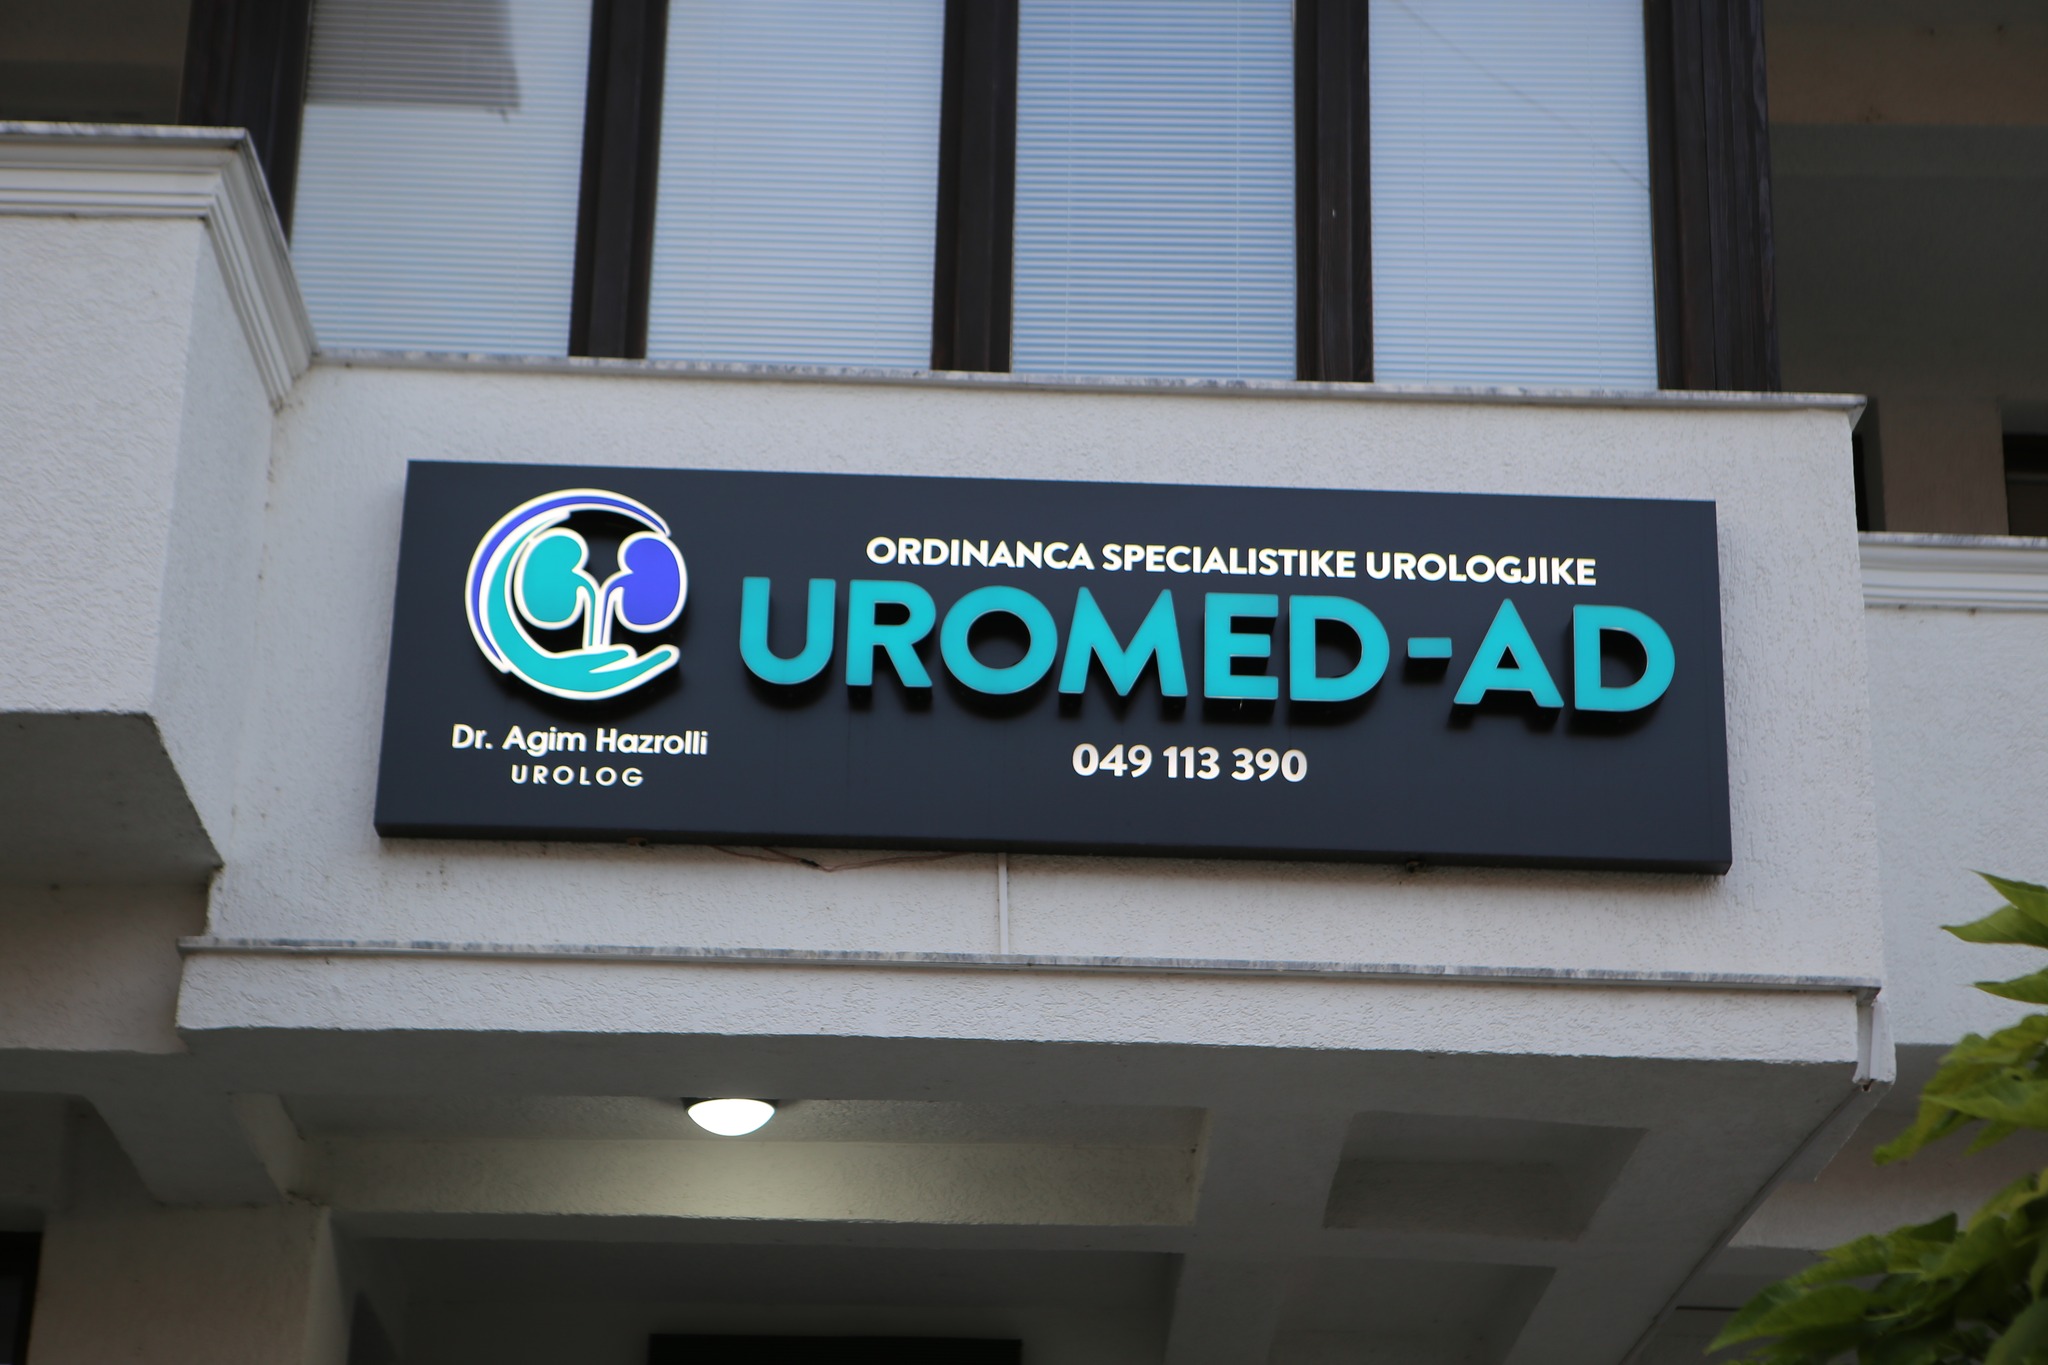 ORDINANCA SPECIALISTIKE UROLOGJIKE
UROMED-AD
049 113 390
Dr. Agim Hazrolli
UROLOG